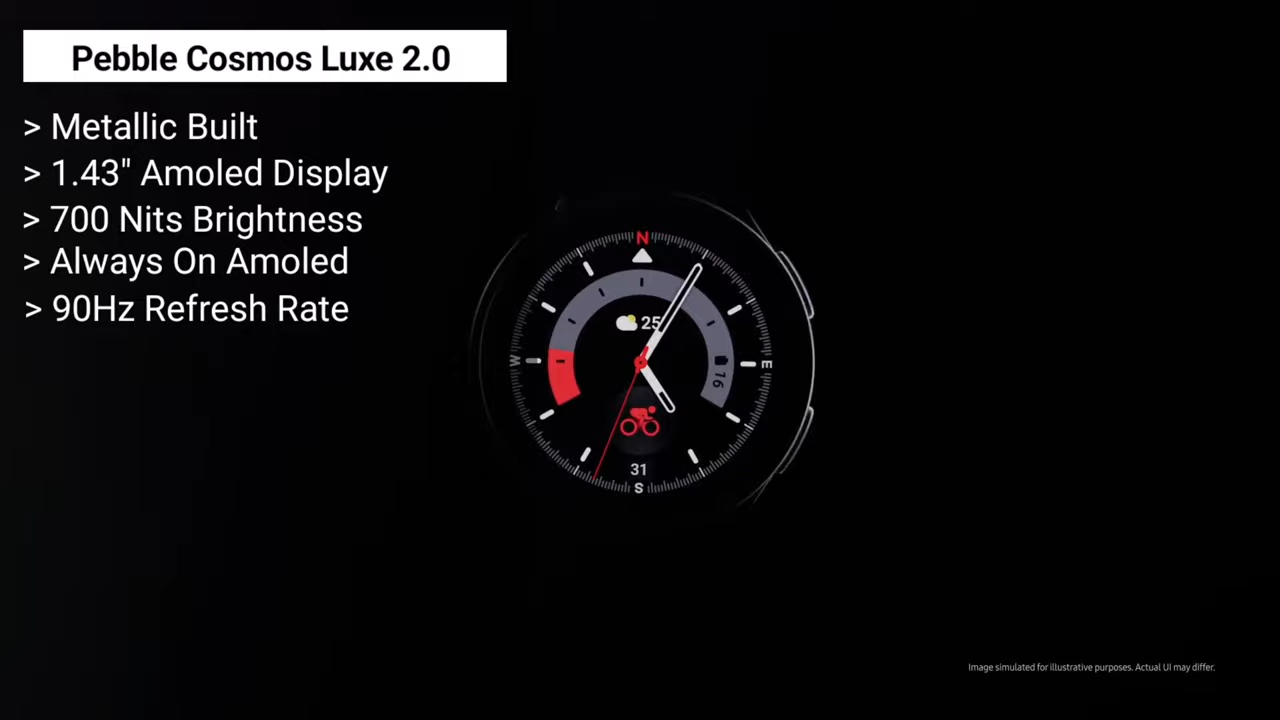 Pebble Cosmos Luxe 2.0
> Metallic Built
> 1.43" Amoled Display
> 700 Nits Brightness
> Always On Amoled
> 90Hz Refresh Rate
N
25
W
E
16
31
S
Image simulated for illustrative purposes. Actual UI may differ.